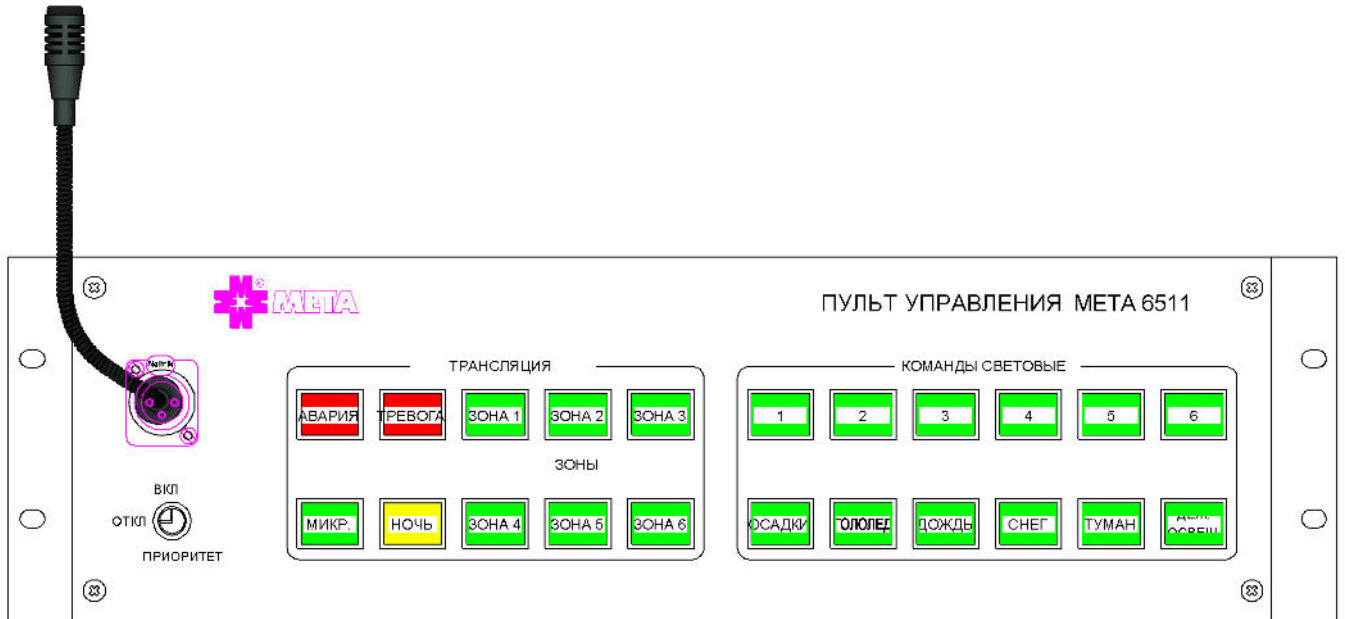 ® МЕТА
ПУЛЬТ УПРАВЛЕНИЯ МЕТА 6511
ТРАНСЛЯЦИЯ
АВАРИЯ ТРЕВОГА ЗОНА 1 ЗОНА 2 ЗОНА 3
ЗОНЫ
МИКР. НОЧЬ ЗОНА 4 ЗОНА 5 ЗОНА 6
КОМАНДЫ СВЕТОВЫЕ
1 2 3 4 5 6
ОСАДКИ ГОЛОЛЕД ДОЖДЬ СНЕГ ТУМАН
ВКЛ
ОТКЛ
ПРИОРИТЕТ